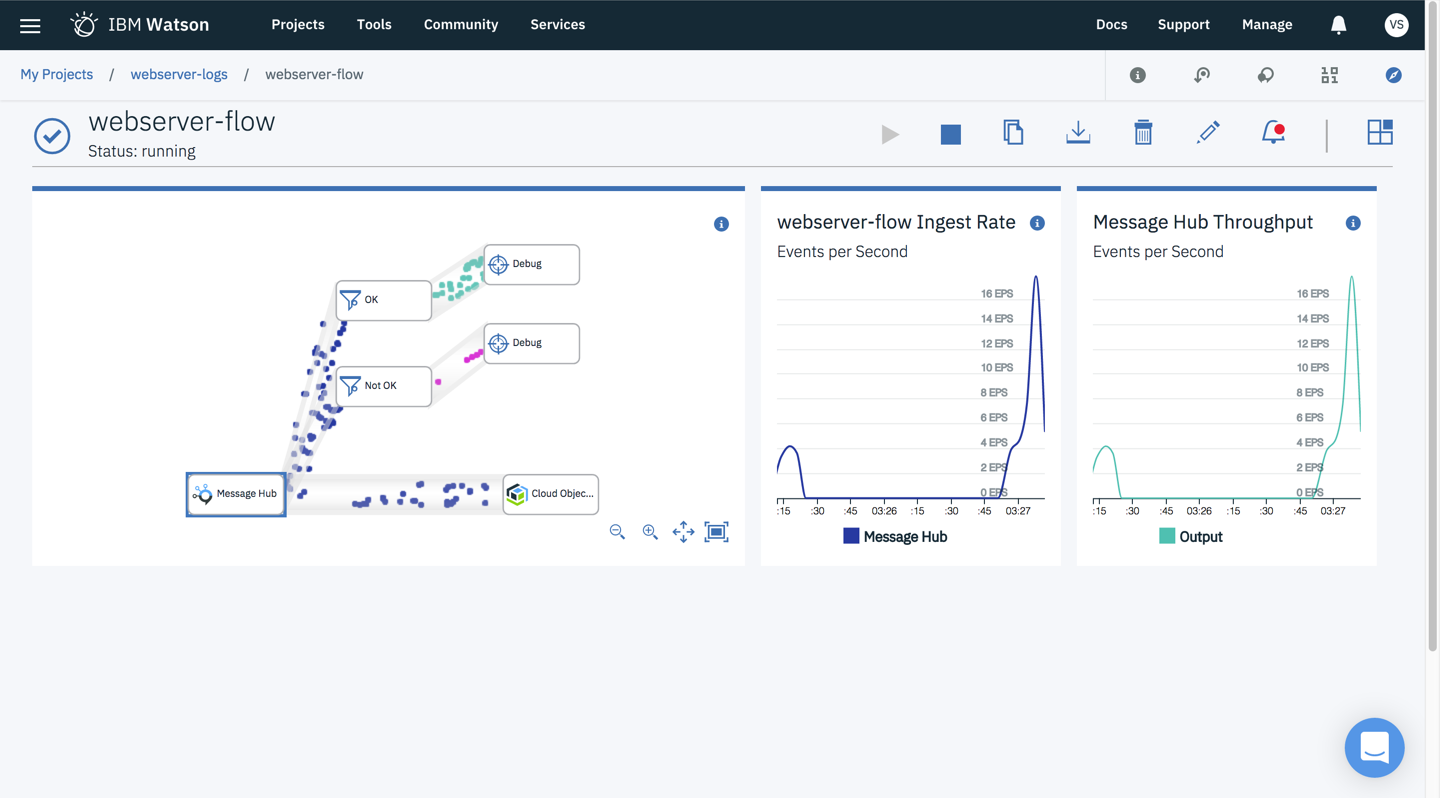 IBM Watson
Projects
Tools
Community
Services
Docs
Support
Manage
VS
My Projects / webserver-logs / webserver-flow
webserver-flow
Status: running
OK
Debug
Not OK
Debug
Message Hub
Cloud Objec...
webserver-flow Ingest Rate
Events per Second
16 EPS
14 EPS
12 EPS
10 EPS
8 EPS
6 EPS
4 EPS
2 EPS
0 EPS
:15 :30 :45 03:26 :15 :30 :45 03:27
Message Hub
Message Hub Throughput
Events per Second
16 EPS
14 EPS
12 EPS
10 EPS
8 EPS
6 EPS
4 EPS
2 EPS
0 EPS
:15 :30 :45 03:26 :15 :30 :45 03:27
Output